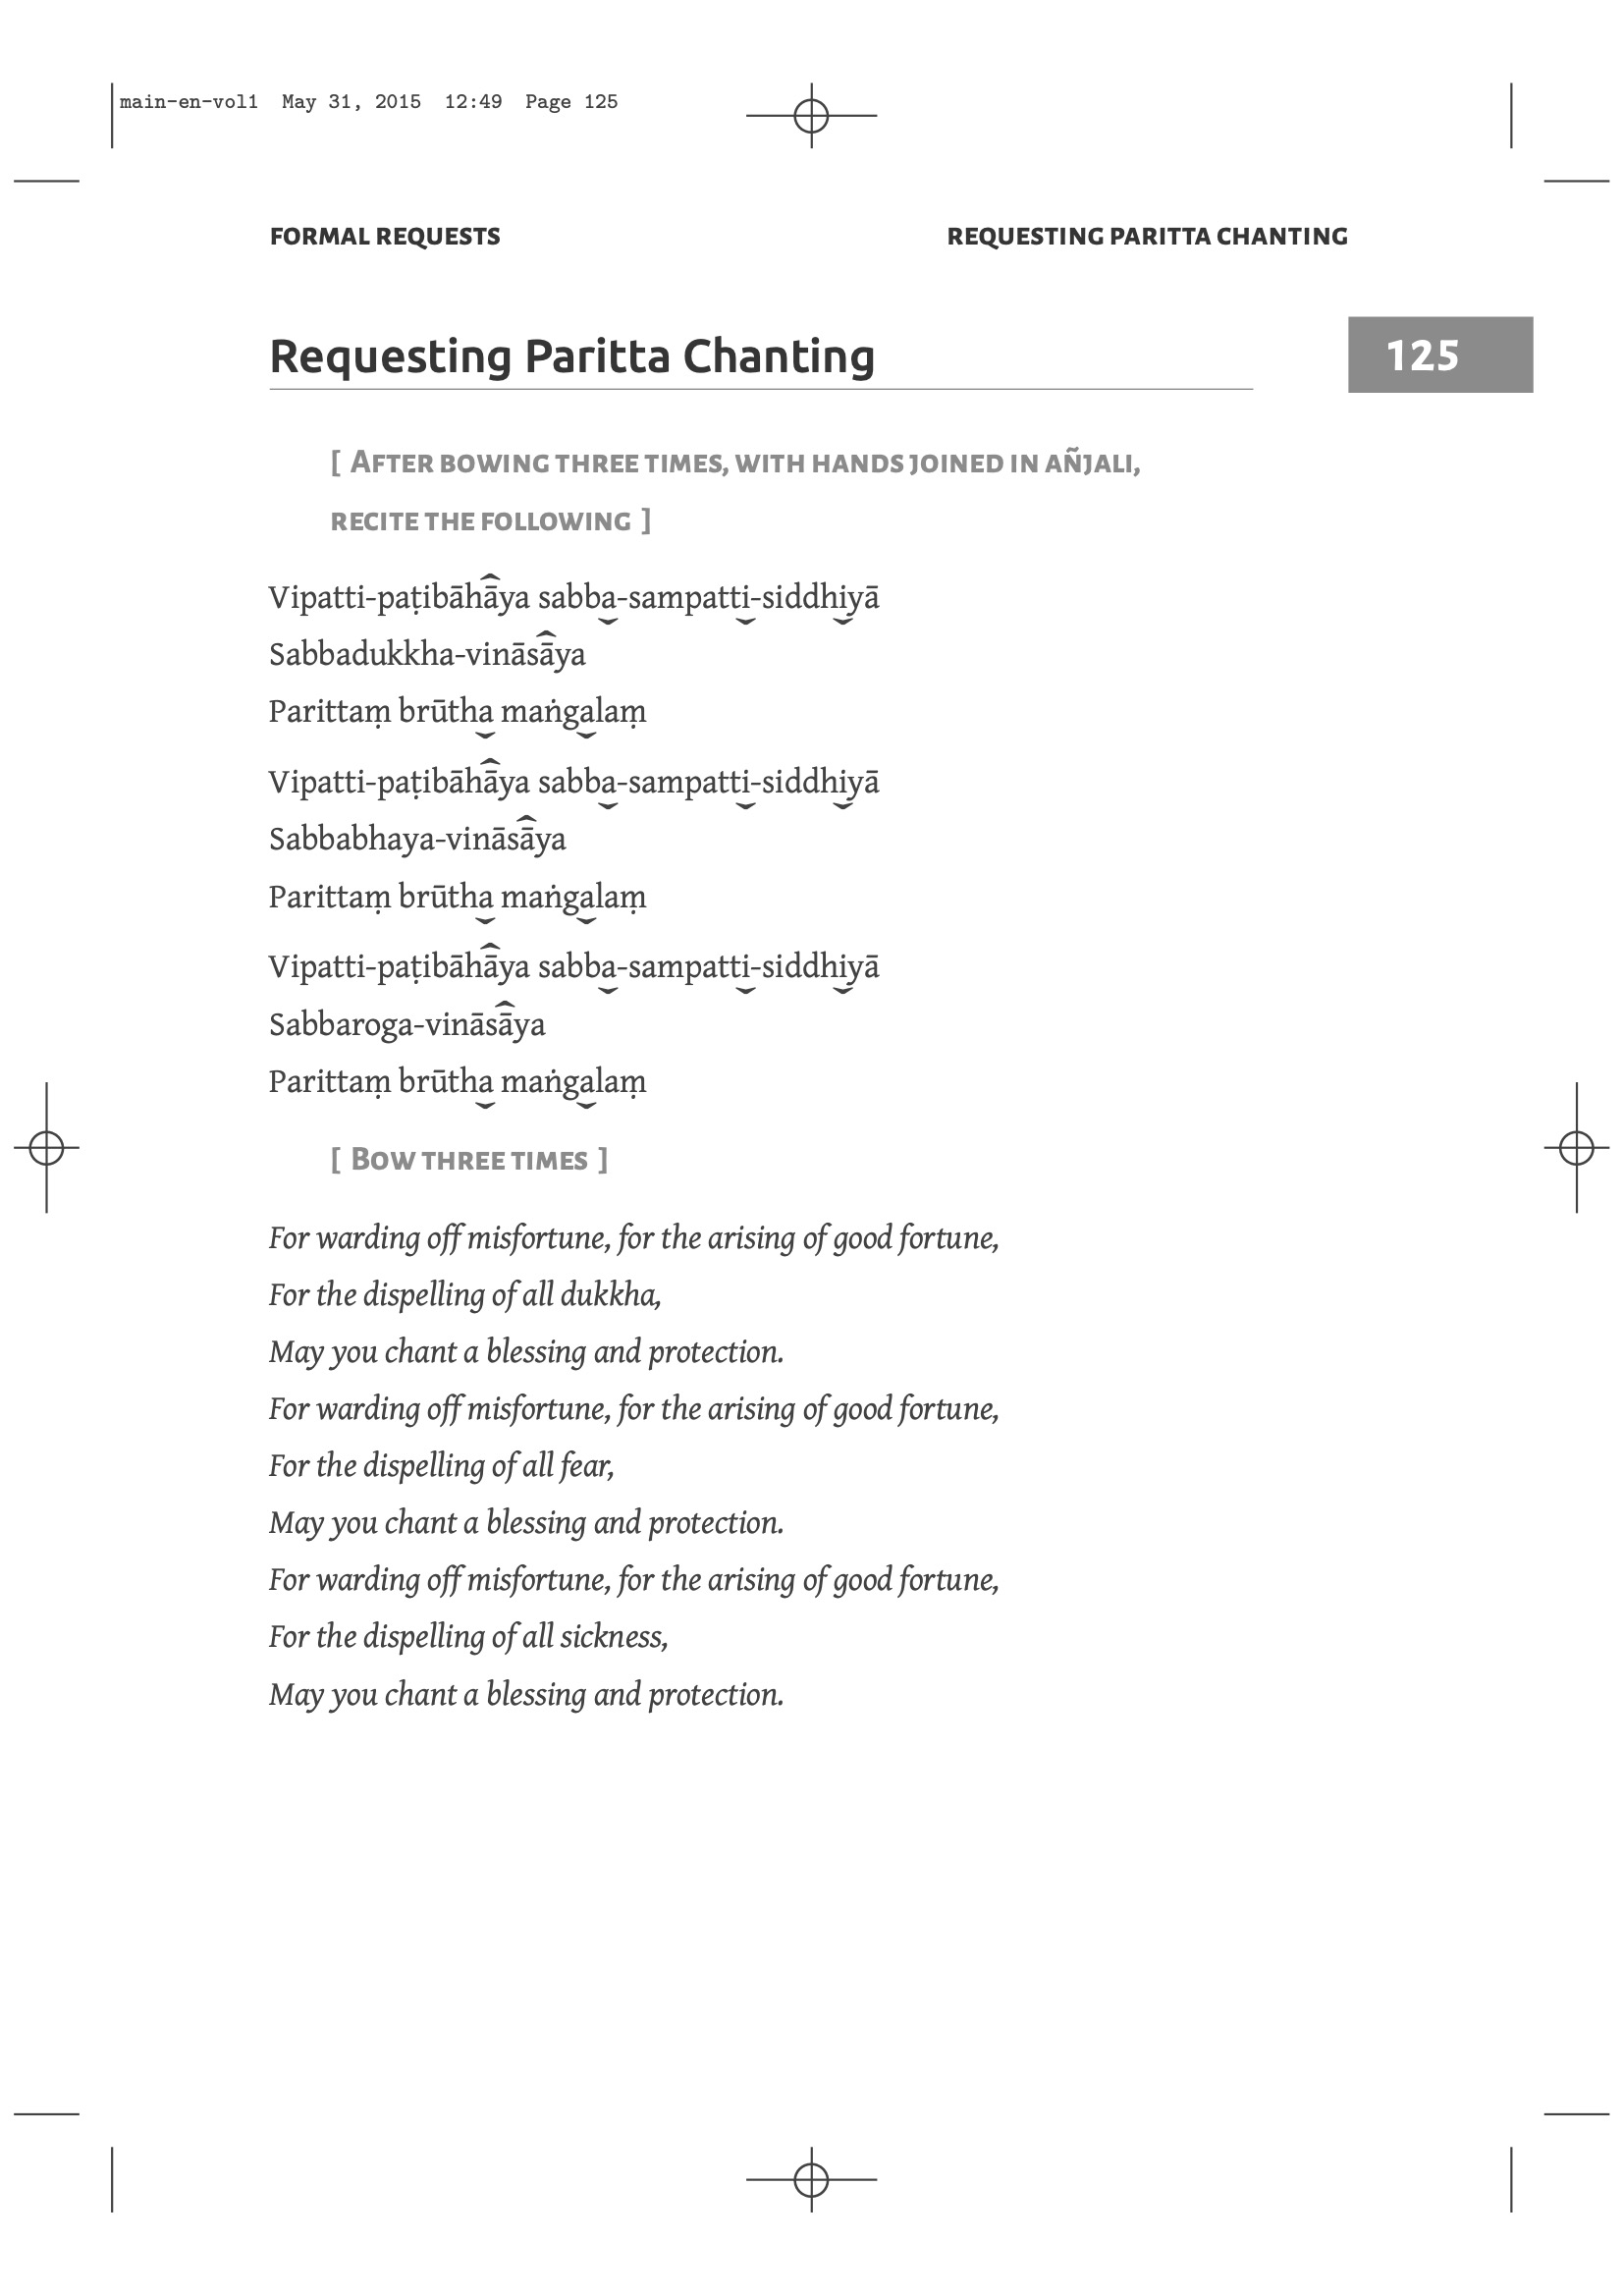 main-en-vol1 May 31, 2015 12:49 Page 125
FORMAL REQUESTS REQUESTING PARITTA CHANTING
Requesting Paritta Chanting 125
[ After bowing three times, with hands joined in añjali,
recite the following ]
Vipatti-paṭibāhāya sabba-sampatti-siddhiyā
Sabbadukkha-vināsāya
Parittaṃ brūtha maṅgalaṃ
Vipatti-paṭibāhāya sabba-sampatti-siddhiyā
Sabbabhaya-vināsāya
Parittaṃ brūtha maṅgalaṃ
Vipatti-paṭibāhāya sabba-sampatti-siddhiyā
Sabbaroga-vināsāya
Parittaṃ brūtha maṅgalaṃ
[ Bow three times ]
For warding off misfortune, for the arising of good fortune,
For the dispelling of all dukkha,
May you chant a blessing and protection.
For warding off misfortune, for the arising of good fortune,
For the dispelling of all fear,
May you chant a blessing and protection.
For warding off misfortune, for the arising of good fortune,
For the dispelling of all sickness,
May you chant a blessing and protection.